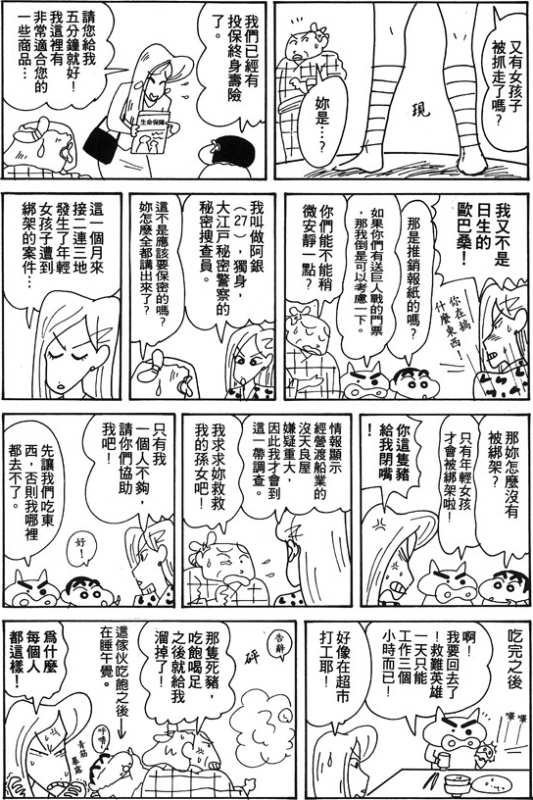 又有女孩子
被抓走了嗎？
現
妳是…？
我們已經有
投保終身壽險
了。
生命保險
請您給我
五分鐘就好！
我這裡有
非常適合您的
一些商品…
我又不是
日生的
歐巴桑！
你在搞
什麼東西！
那是推銷報紙的嗎？
如果你們有送巨人戰的門票
，那我倒是可以考慮一下。
你們能不能稍
微安靜一點？
我叫做阿銀
（27），獨身，
大江戶秘密警察的
秘密搜查員。
這不是應該要保密的嗎？
妳怎麼全都講出來了？
這一個月來
接二連三地
發生了年輕
女孩子遭到
綁架的案件…
那妳怎麼沒有
被綁架？
只有年輕女孩
才會被綁架啦！
你這隻豬
給我閉嘴
！
情報顯示
經營渡船業的
沒天良屋
嫌疑重大，
因此我才會到
這一帶調查。
我求求妳救救
我的孫女吧！
只有我
一個人不夠，
請你們協助
我吧！
好！
先讓我們吃東
西，否則我哪裡
都去不了。
吃完之後
嗝
嗝
啊！
我要回去了
！救難英雄
一天只能
工作三個
小時而已！
好像在超市
打工耶！
告辭
砰
那隻死豬，
吃飽喝足
之後就給我
溜掉了！
這傢伙吃飽之後，
在睡午覺。
呼嚕！
青筋
暴露
為什麼
每個人
都這樣！